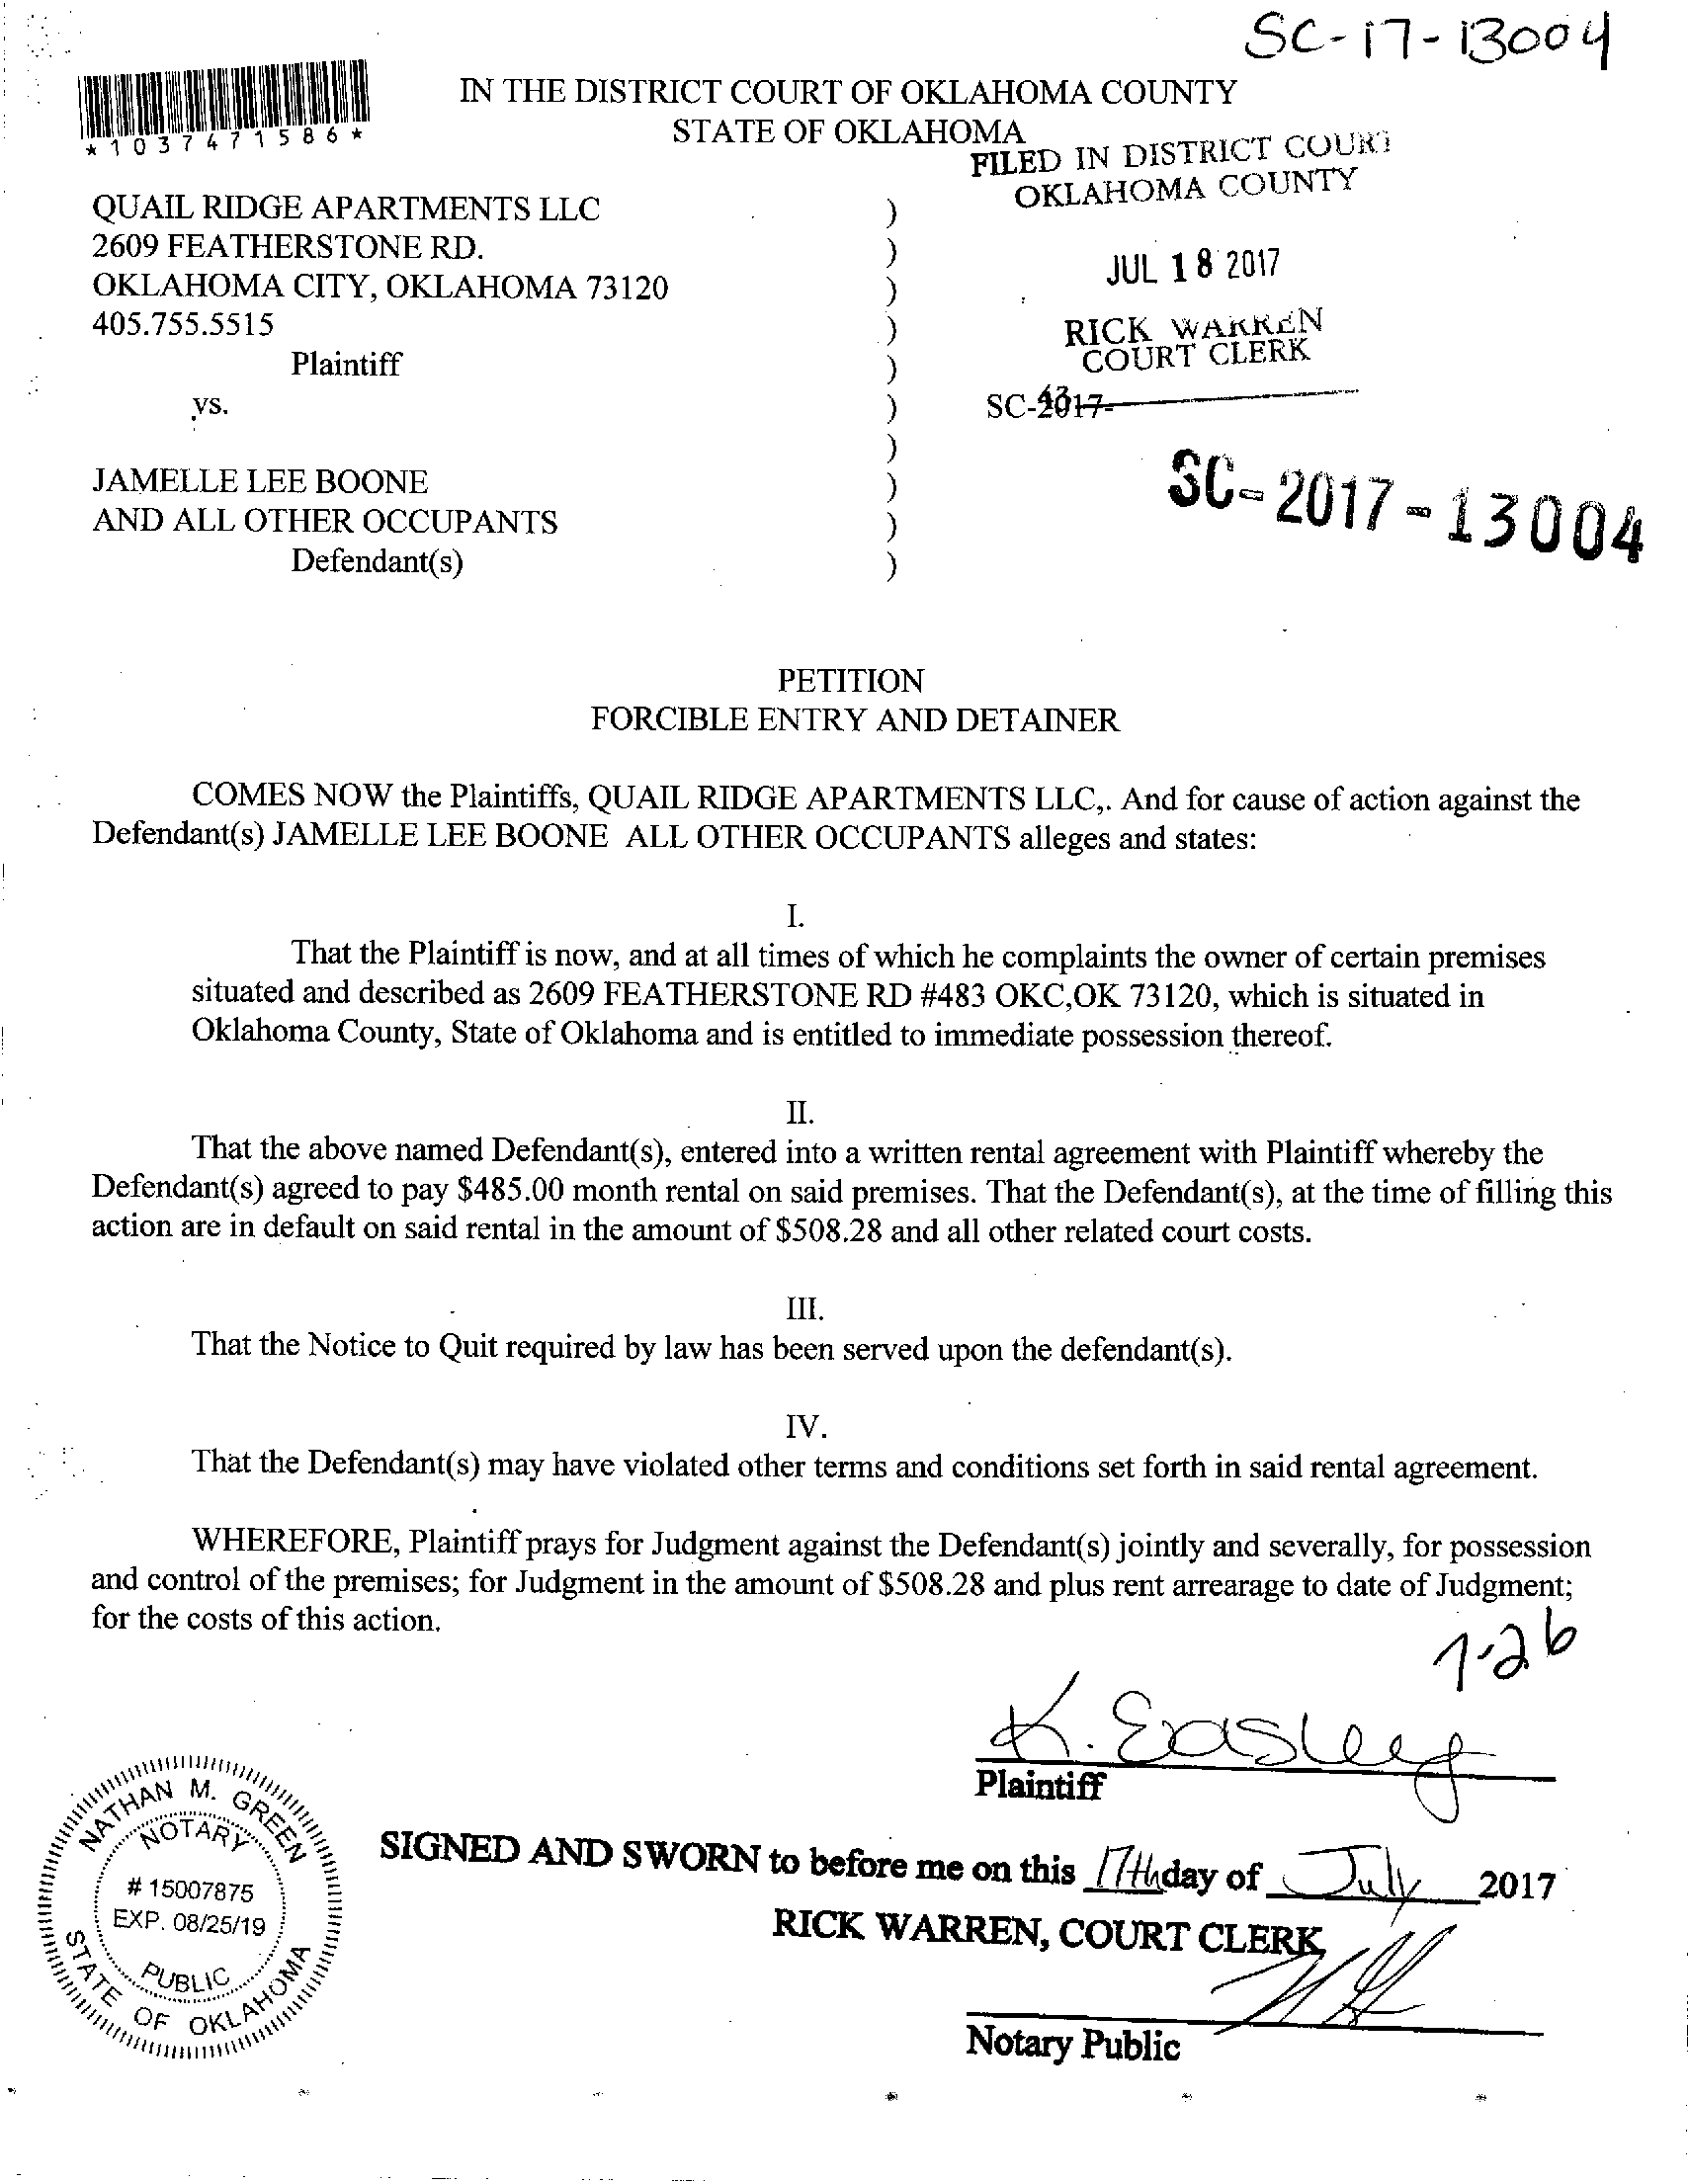 SC-17-13004
*1037471586*
IN THE DISTRICT COURT OF OKLAHOMA COUNTY
STATE OF OKLAHOMA
FILED IN DISTRICT COURT
OKLAHOMA COUNTY
JUL 18 2017
RICK WARREN
COURT CLERK
QUAIL RIDGE APARTMENTS LLC )
2609 FEATHERSTONE RD. )
OKLAHOMA CITY, OKLAHOMA 73120 )
405.755.5515 )
Plaintiff )
vs. ) SC-2017-
43
)
JAMELLE LEE BOONE )
AND ALL OTHER OCCUPANTS )
Defendant(s) )
SC-2017-13004
PETITION
FORCIBLE ENTRY AND DETAINER
COMES NOW the Plaintiffs, QUAIL RIDGE APARTMENTS LLC,. And for cause of action against the
Defendant(s) JAMELLE LEE BOONE ALL OTHER OCCUPANTS alleges and states:
I.
That the Plaintiff is now, and at all times of which he complaints the owner of certain premises
situated and described as 2609 FEATHERSTONE RD #483 OKC,OK 73120, which is situated in
Oklahoma County, State of Oklahoma and is entitled to immediate possession thereof.
II.
That the above named Defendant(s), entered into a written rental agreement with Plaintiff whereby the
Defendant(s) agreed to pay $485.00 month rental on said premises. That the Defendant(s), at the time of filling this
action are in default on said rental in the amount of $508.28 and all other related court costs.
III.
That the Notice to Quit required by law has been served upon the defendant(s).
IV.
That the Defendant(s) may have violated other terms and conditions set forth in said rental agreement.
WHEREFORE, Plaintiff prays for Judgment against the Defendant(s) jointly and severally, for possession
and control of the premises; for Judgment in the amount of $508.28 and plus rent arrearage to date of Judgment;
for the costs of this action.
7-26
K. Easley
Plaintiff
NATHAN M. GREEN
NOTARY
# 15007875
EXP. 08/25/19
PUBLIC
STATE OF OKLAHOMA
SIGNED AND SWORN to before me on this 17th day of July 2017
RICK WARREN, COURT CLERK
Notary Public